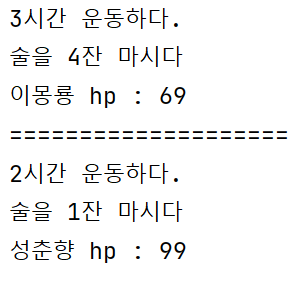 3시간 운동하다.
술을 4잔 마시다
이몽룡 hp : 69
====================
2시간 운동하다.
술을 1잔 마시다
성춘향 hp : 99